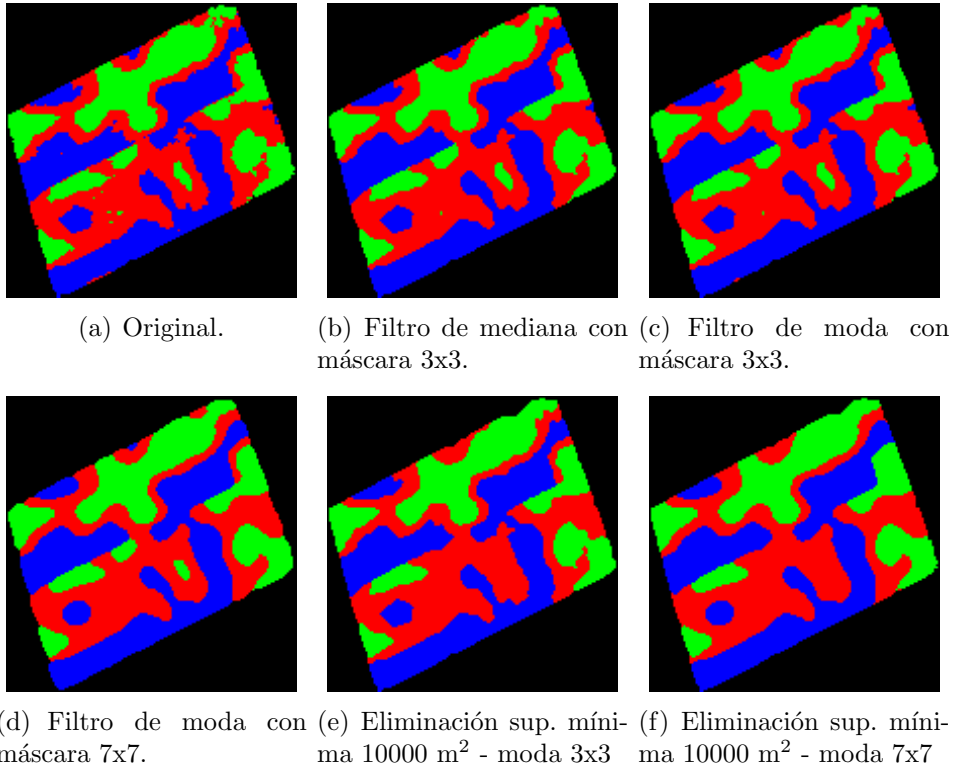 (a) Original.
(b) Filtro de mediana con
máscara 3x3.
(c) Filtro de moda con
máscara 3x3.
(d) Filtro de moda con
máscara 7x7.
(e) Eliminación sup. míni-
ma 10000 m² - moda 3x3
(f) Eliminación sup. míni-
ma 10000 m² - moda 7x7